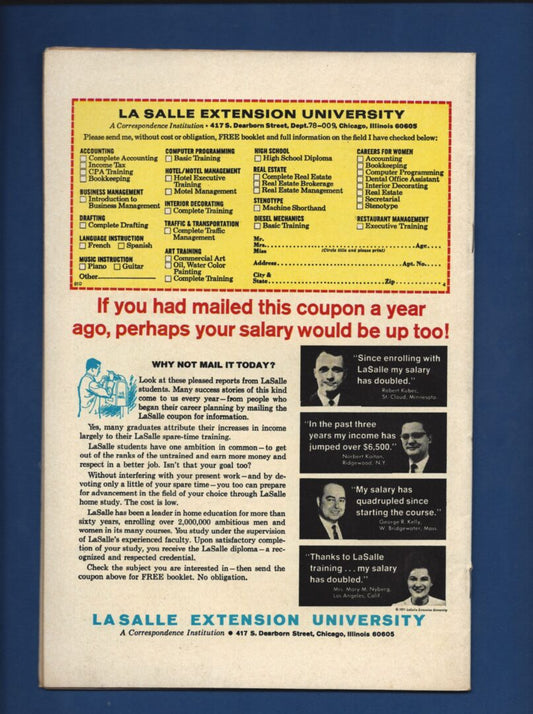 LA SALLE EXTENSION UNIVERSITY
A Correspondence Institution • 417 S. Dearborn Street, Dept. 78-009, Chicago, Illinois 60605
Please send me, without cost or obligation, FREE booklet and full information on the field I have checked below:
ACCOUNTING
Complete Accounting
Income Tax
CPA Training
Bookkeeping
BUSINESS MANAGEMENT
Introduction to
Business Management
DRAFTING
Complete Drafting
LANGUAGE INSTRUCTION
French Spanish
MUSIC INSTRUCTION
Piano Guitar
Other
COMPUTER PROGRAMMING
Basic Training
HOTEL/MOTEL MANAGEMENT
Hotel Executive
Training
Motel Management
INTERIOR DECORATING
Complete Training
TRAFFIC & TRANSPORTATION
Complete Traffic
Management
ART TRAINING
Commercial Art
Oil, Water Color
Painting
Complete Training
HIGH SCHOOL
High School Diploma
REAL ESTATE
Complete Real Estate
Real Estate Brokerage
Real Estate Management
STENOTYPE
Machine Shorthand
DIESEL MECHANICS
Basic Training
CAREERS FOR WOMEN
Accounting
Bookkeeping
Computer Programming
Dental Office Assistant
Interior Decorating
Real Estate
Secretarial
Stenotype
RESTAURANT MANAGEMENT
Executive Training
Mr.
Mrs. Age
Miss (Circle title and please print)
Address Apt. No.
City &
State Zip
If you had mailed this coupon a year
ago, perhaps your salary would be up too!
WHY NOT MAIL IT TODAY?
Look at these pleased reports from LaSalle
students. Many success stories of this kind
come to us every year—from people who
began their career planning by mailing the
LaSalle coupon for information.
Yes, many graduates attribute their increases in income
largely to their LaSalle spare-time training.
LaSalle students have one ambition in common—to get
out of the ranks of the untrained and earn more money and
respect in a better job. Isn't that your goal too?
Without interfering with your present work—and by de-
voting only a little of your spare time—you too can prepare
for advancement in the field of your choice through LaSalle
home study. The cost is low.
LaSalle has been a leader in home education for more than
sixty years, enrolling over 2,000,000 ambitious men and
women in its many courses. You study under the supervision
of LaSalle's experienced faculty. Upon satisfactory comple-
tion of your study, you receive the LaSalle diploma—a rec-
ognized and respected credential.
Check the subject you are interested in—then send the
coupon above for FREE booklet. No obligation.
"Since enrolling with
LaSalle my salary
has doubled."
Robert Kubec,
St. Cloud, Minnesota
"In the past three
years my income has
jumped over $6,500."
Norbert Kaiton,
Ridgewood, N.Y.
"My salary has
quadrupled since
starting the course."
George R. Kelly,
W. Bridgewater, Mass.
"Thanks to LaSalle
training ... my salary
has doubled."
Mrs. Mary M. Nyberg,
Los Angeles, Calif.
LASALLE EXTENSION UNIVERSITY
A Correspondence Institution • 417 S. Dearborn Street, Chicago, Illinois 60605